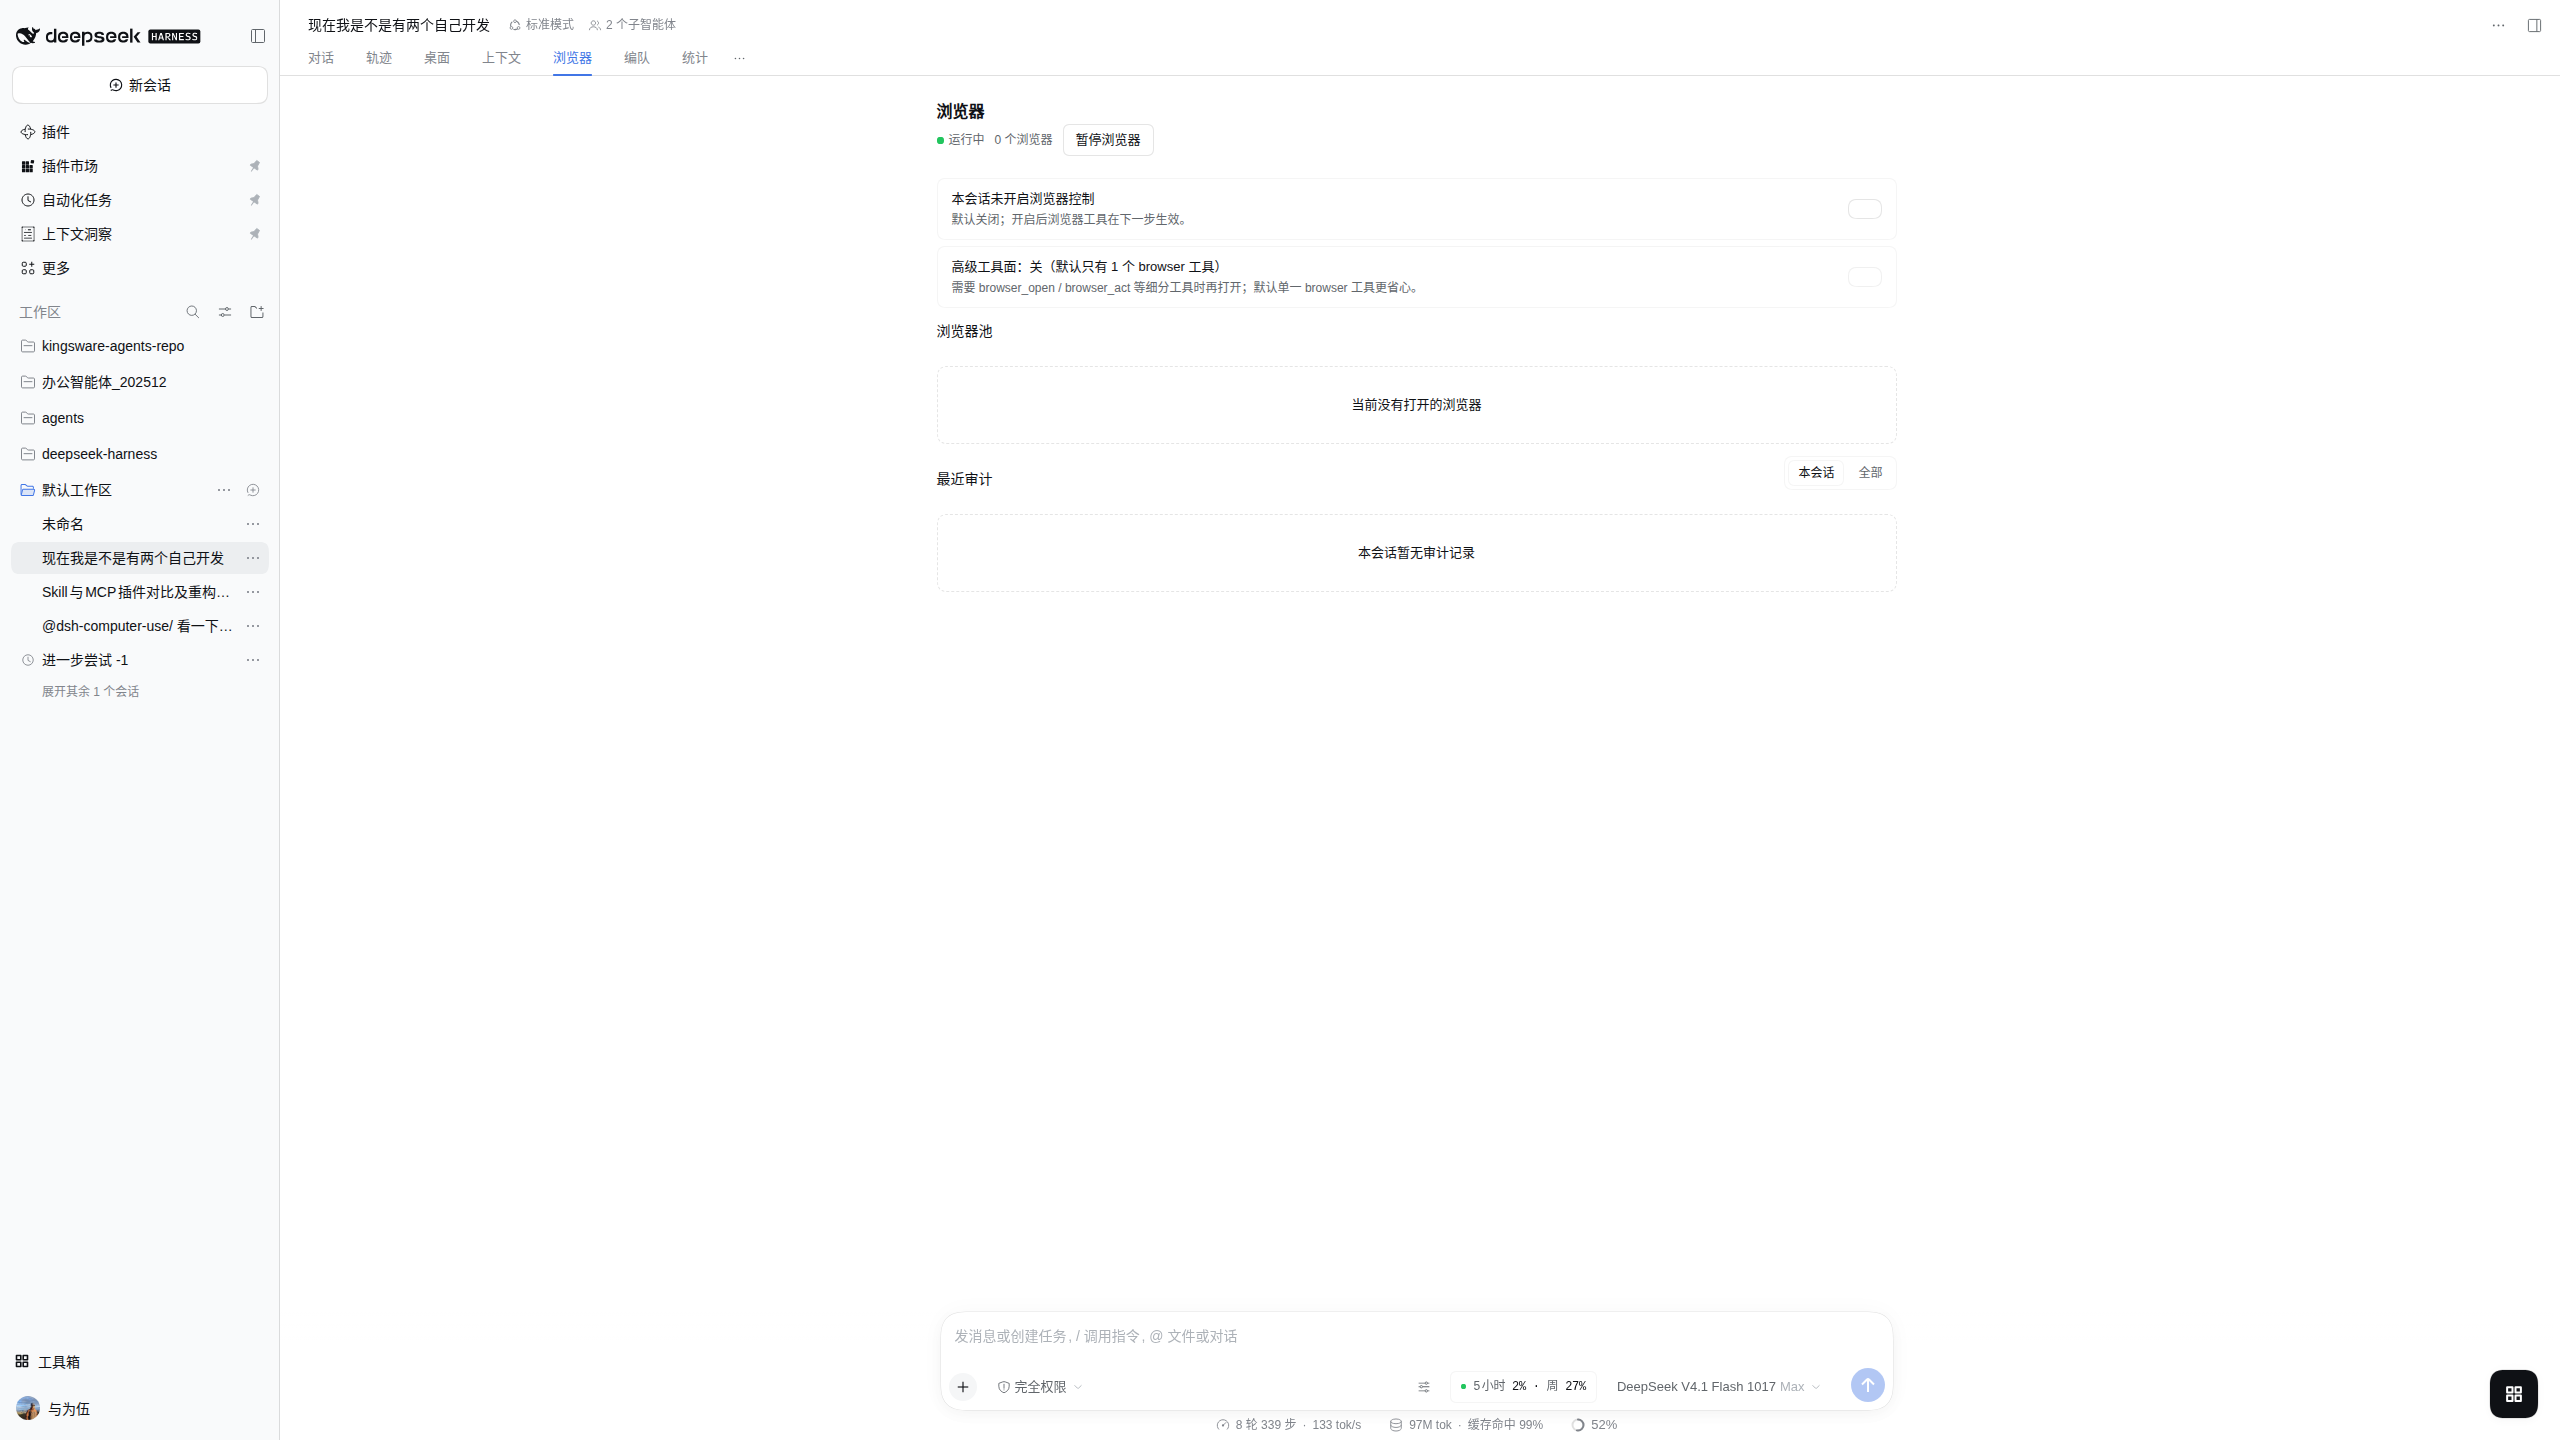 deepseek HARNESS
新会话
插件
插件市场
自动化任务
上下文洞察
更多
工作区
kingsware-agents-repo
办公智能体_202512
agents
deepseek-harness
默认工作区
未命名
现在我是不是有两个自己开发
Skill 与 MCP 插件对比及重构…
@dsh-computer-use/ 看一下…
进一步尝试 -1
展开其余 1 个会话
工具箱
与为伍
现在我是不是有两个自己开发 标准模式 2 个子智能体
对话 轨迹 桌面 上下文 浏览器 编队 统计 ···
浏览器
运行中 0 个浏览器 暂停浏览器
本会话未开启浏览器控制
默认关闭；开启后浏览器工具在下一步生效。
高级工具面：关（默认只有 1 个 browser 工具）
需要 browser_open / browser_act 等细分工具时再打开；默认单一 browser 工具更省心。
浏览器池
当前没有打开的浏览器
最近审计 本会话 全部
本会话暂无审计记录
发消息或创建任务, / 调用指令, @ 文件或对话
完全权限 5小时 2% · 周 27% DeepSeek V4.1 Flash 1017 Max
8 轮 339 步 · 133 tok/s 97M tok · 缓存命中 99% 52%